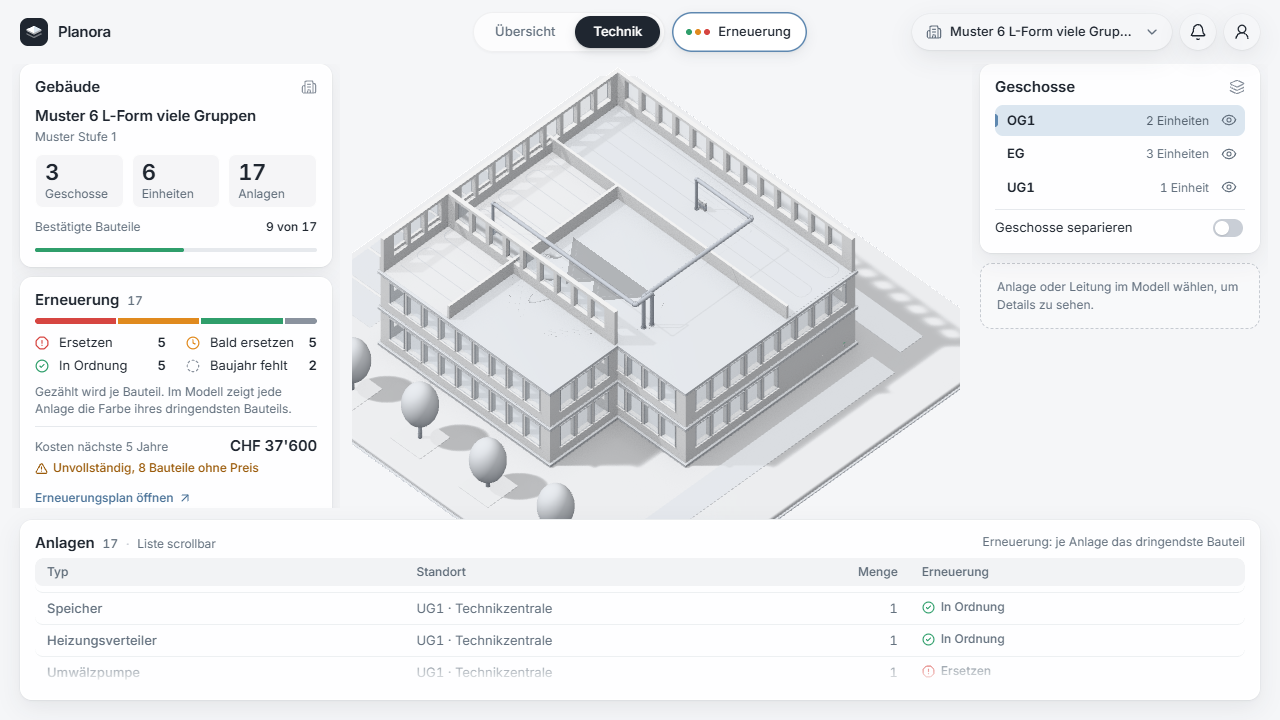 Planora
Übersicht
Technik
Erneuerung
Muster 6 L-Form viele Grup...
Gebäude
Muster 6 L-Form viele Gruppen
Muster Stufe 1
3 Geschosse
6 Einheiten
17 Anlagen
Bestätigte Bauteile 9 von 17
Erneuerung 17
Ersetzen 5
Bald ersetzen 5
In Ordnung 5
Baujahr fehlt 2
Gezählt wird je Bauteil. Im Modell zeigt jede
Anlage die Farbe ihres dringendsten Bauteils.
Kosten nächste 5 Jahre CHF 37'600
Unvollständig, 8 Bauteile ohne Preis
Erneuerungsplan öffnen
Geschosse
OG1 2 Einheiten
EG 3 Einheiten
UG1 1 Einheit
Geschosse separieren
Anlage oder Leitung im Modell wählen, um
Details zu sehen.
Anlagen 17 · Liste scrollbar
Erneuerung: je Anlage das dringendste Bauteil
Typ Standort Menge Erneuerung
Speicher UG1 · Technikzentrale 1 In Ordnung
Heizungsverteiler UG1 · Technikzentrale 1 In Ordnung
Umwälzpumpe UG1 · Technikzentrale 1 Ersetzen